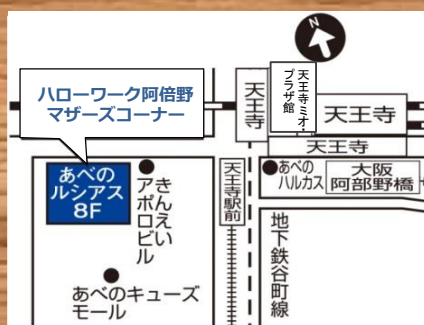 N
ハローワーク阿倍野
マザーズコーナー
天王寺
天王寺ミオ・
プラザ館
天王寺
天王寺
あべの
ルシアス
8F
きんえい
アポロビル
天王寺駅前
あべの
ハルカス
大阪
阿部野橋
地下鉄谷町線
あべのキューズ
モール